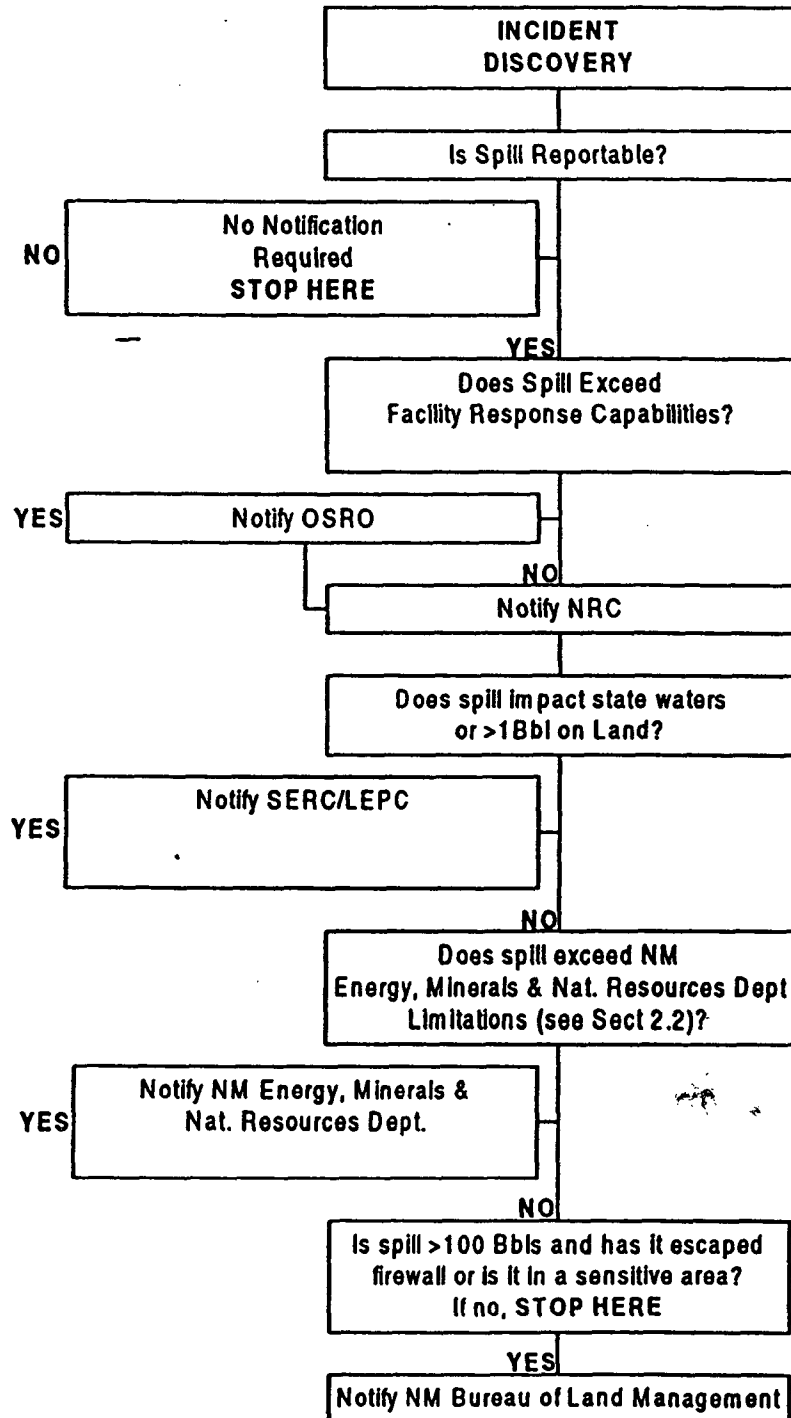 INCIDENT
DISCOVERY
Is Spill Reportable?
NO
No Notification
Required
STOP HERE
YES
Does Spill Exceed
Facility Response Capabilities?
YES
Notify OSRO
NO
Notify NRC
Does spill impact state waters
or >1Bbl on Land?
YES
Notify SERC/LEPC
NO
Does spill exceed NM
Energy, Minerals & Nat. Resources Dept
Limitations (see Sect 2.2)?
YES
Notify NM Energy, Minerals &
Nat. Resources Dept.
NO
Is spill >100 Bbls and has it escaped
firewall or is it in a sensitive area?
If no, STOP HERE
YES
Notify NM Bureau of Land Management